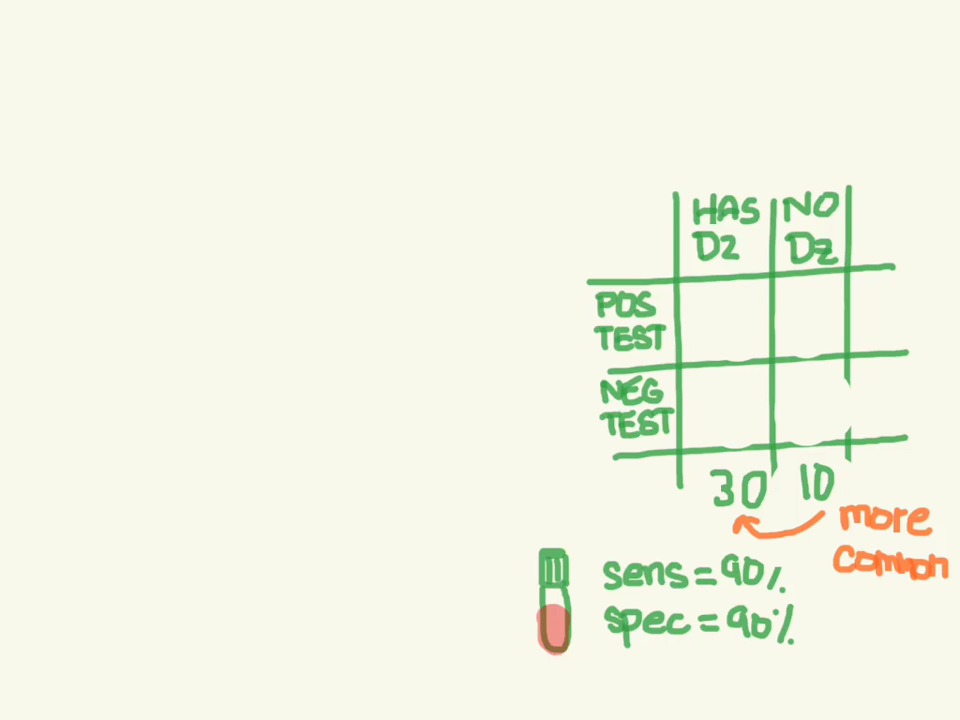 HAS NO
Dz Dz
POS
TEST
NEG
TEST
30 10
more
common
sens = 90%
spec = 90%